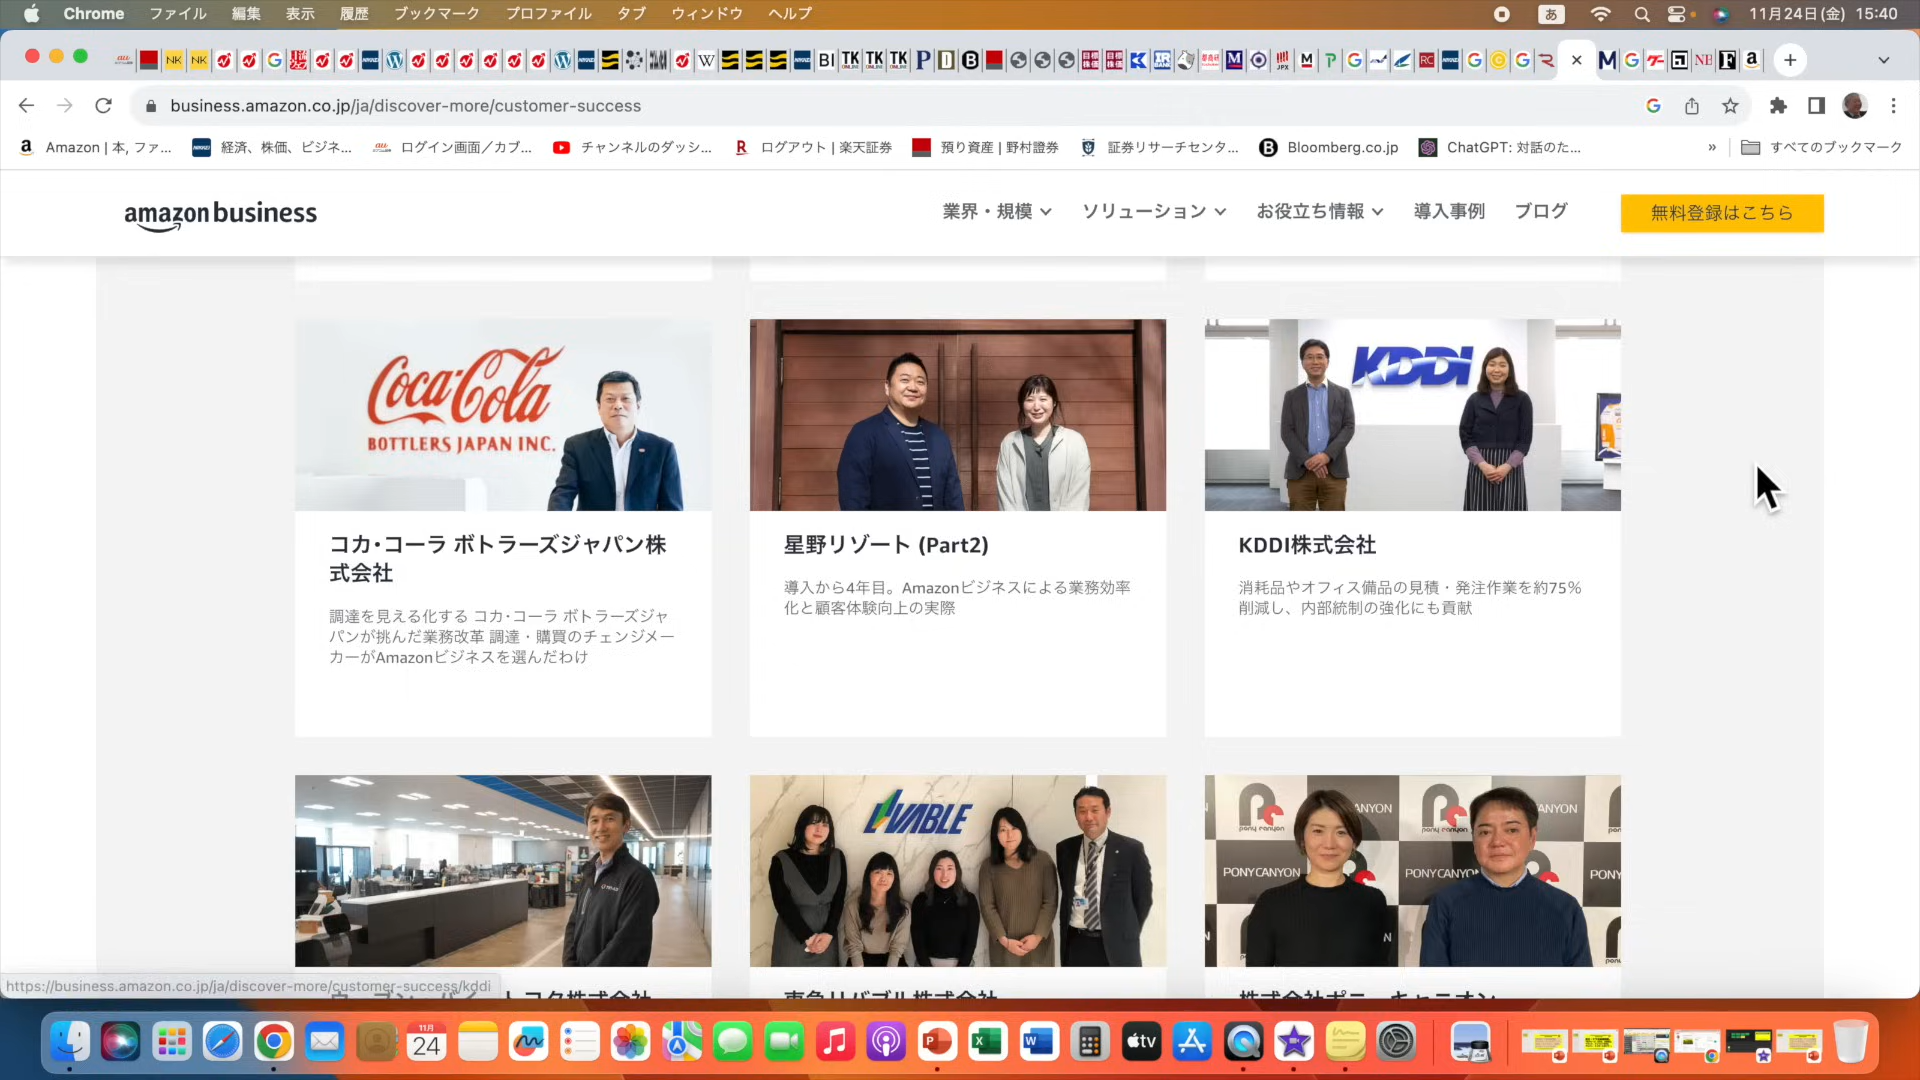 Chrome ファイル 編集 表示 履歴 ブックマーク プロファイル タブ ウィンドウ ヘルプ
あ 11月24日(金) 15:40
business.amazon.co.jp/ja/discover-more/customer-success
Amazon | 本, ファ... 経済、株価、ビジネ... ログイン画面／カブ... チャンネルのダッシ... ログアウト | 楽天証券 預り資産 | 野村證券 証券リサーチセンタ... Bloomberg.co.jp ChatGPT: 対話のた... » すべてのブックマーク
amazon business
業界・規模 ソリューション お役立ち情報 導入事例 ブログ 無料登録はこちら
Coca-Cola
BOTTLERS JAPAN INC.
KDDI
コカ･コーラ ボトラーズジャパン株
式会社
調達を見える化する コカ･コーラ ボトラーズジャ
パンが挑んだ業務改革 調達・購買のチェンジメー
カーがAmazonビジネスを選んだわけ
星野リゾート (Part2)
導入から4年目。Amazonビジネスによる業務効率
化と顧客体験向上の実際
KDDI株式会社
消耗品やオフィス備品の見積・発注作業を約75%
削減し、内部統制の強化にも貢献
LIVABLE
pony canyon
PONY CANYON
https://business.amazon.co.jp/ja/discover-more/customer-success/kddi
トヨタ株式会社
東急リバブル株式会社
株式会社ポニーキャニオン
11月
24
tv